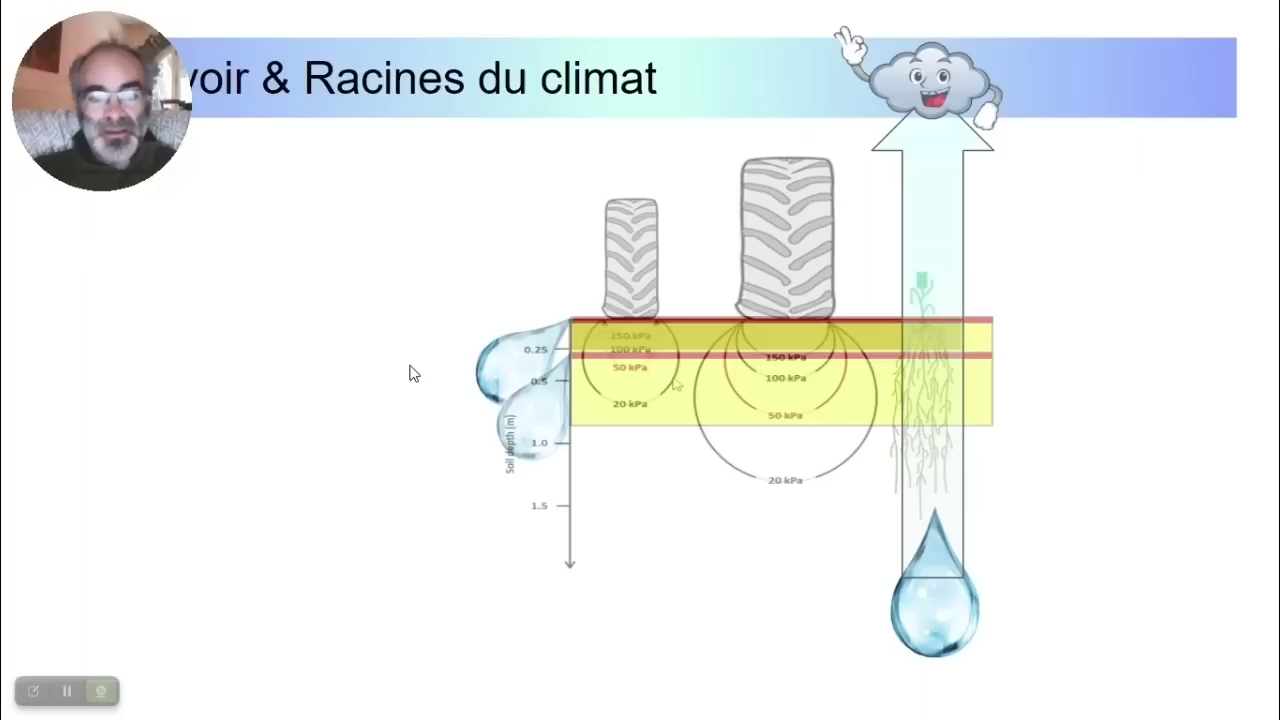 voir & Racines du climat
150 kPa
0.25
100 kPa
150 kPa
50 kPa
100 kPa
0.5
20 kPa
50 kPa
Soil depth (m)
1.0
20 kPa
1.5